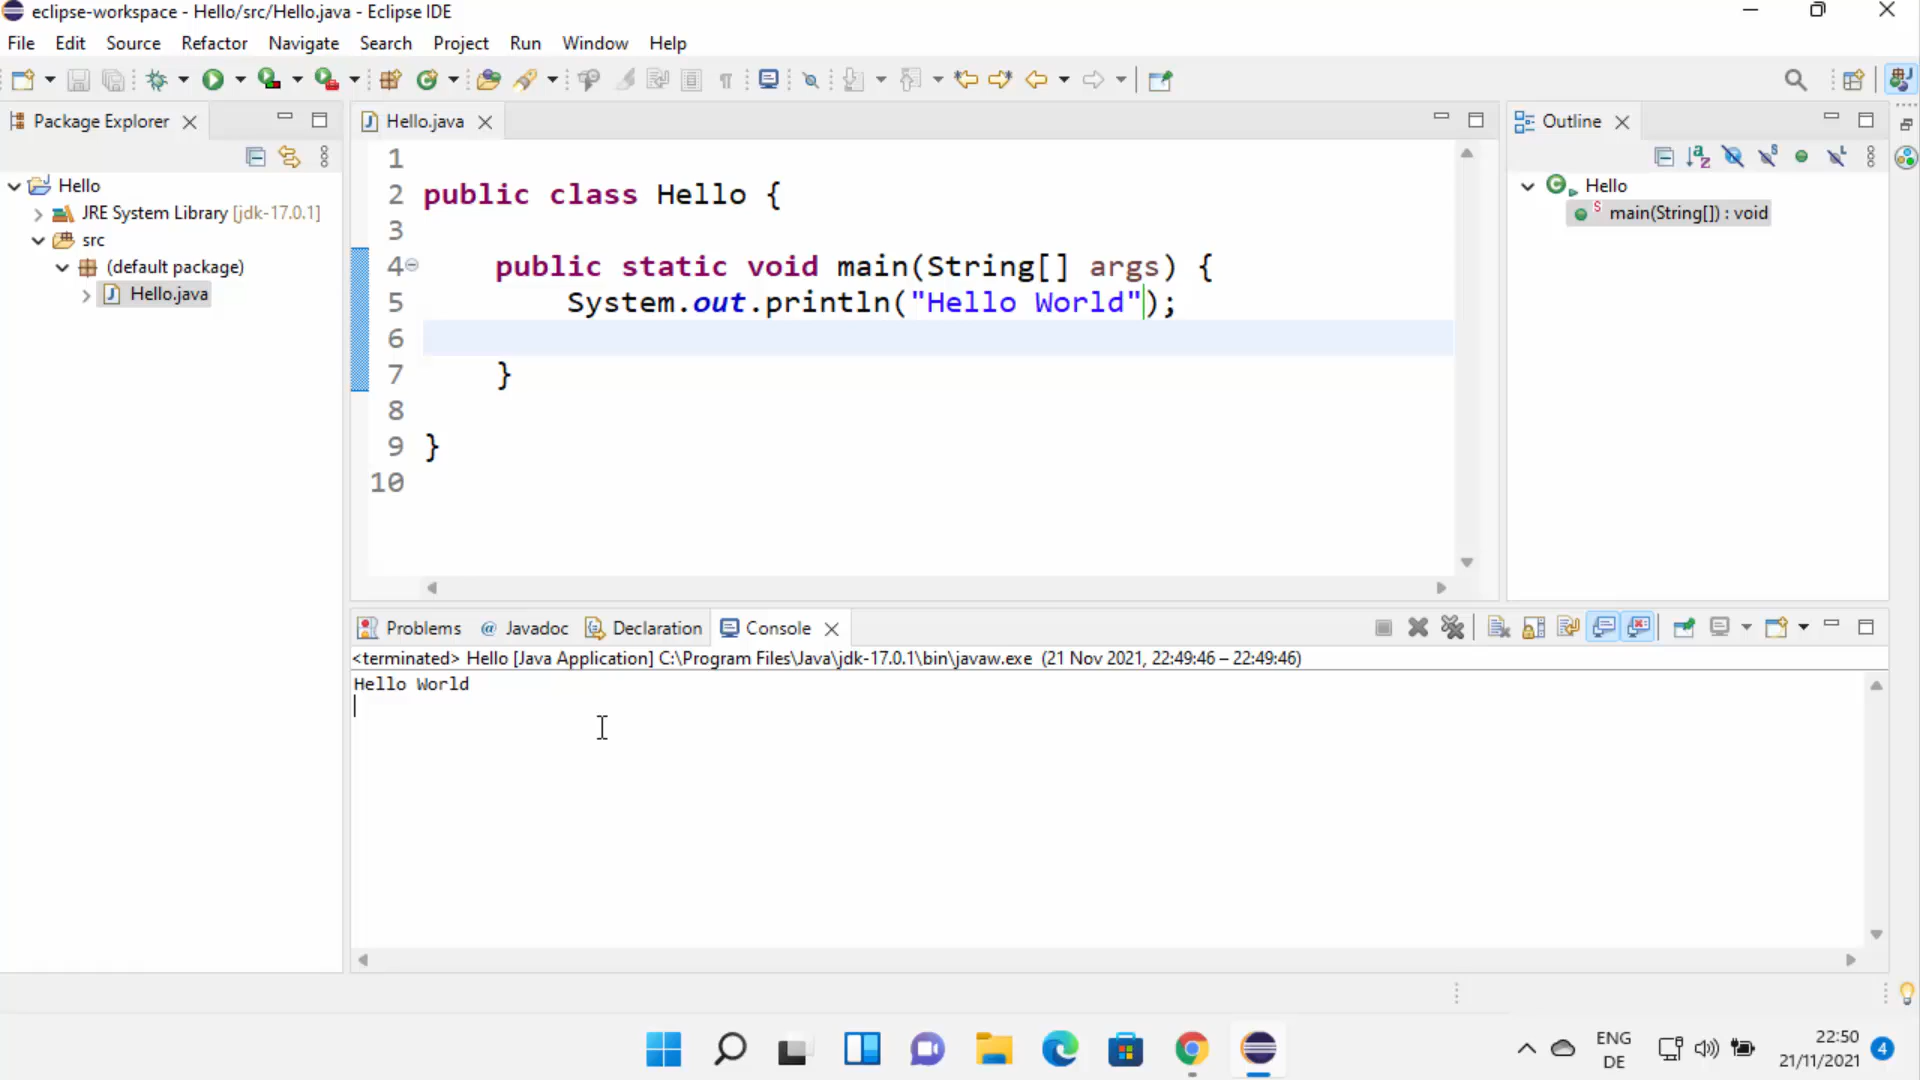 eclipse-workspace - Hello/src/Hello.java - Eclipse IDE
File Edit Source Refactor Navigate Search Project Run Window Help
Package Explorer
Hello
JRE System Library [jdk-17.0.1]
src
(default package)
Hello.java
Hello.java
1
2 public class Hello {
3
4 public static void main(String[] args) {
5 System.out.println("Hello World");
6
7 }
8
9 }
10
Outline
Hello
main(String[]) : void
Problems @ Javadoc Declaration Console
<terminated> Hello [Java Application] C:\Program Files\Java\jdk-17.0.1\bin\javaw.exe (21 Nov 2021, 22:49:46 – 22:49:46)
Hello World
ENG
DE
22:50
21/11/2021
4